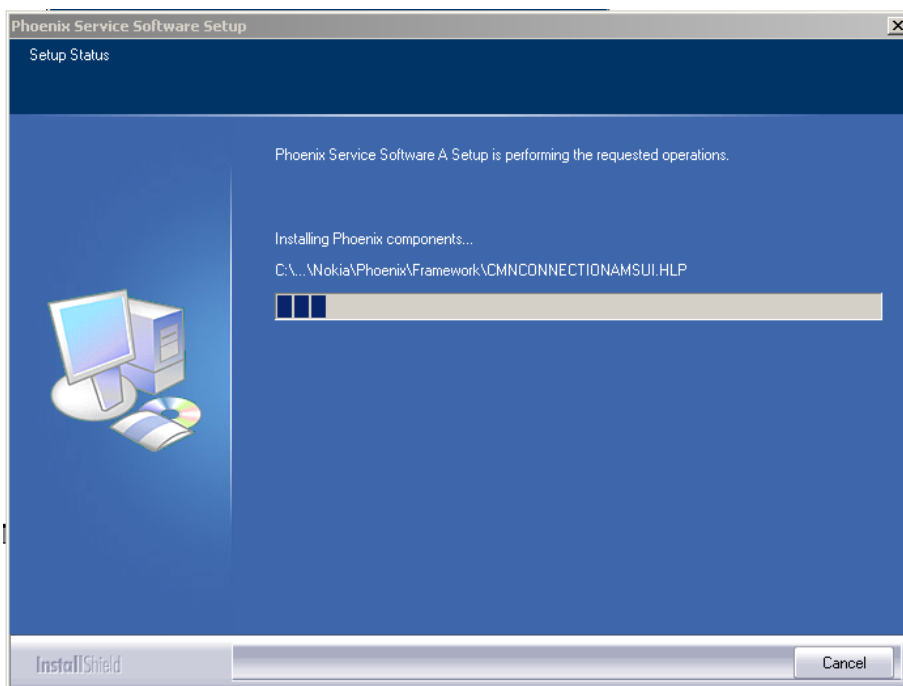 Phoenix Service Software Setup
Setup Status
Phoenix Service Software A Setup is performing the requested operations.
Installing Phoenix components...
C:\...\Nokia\Phoenix\Framework\CMNCONNECTIONAMSUI.HLP
InstallShield
Cancel